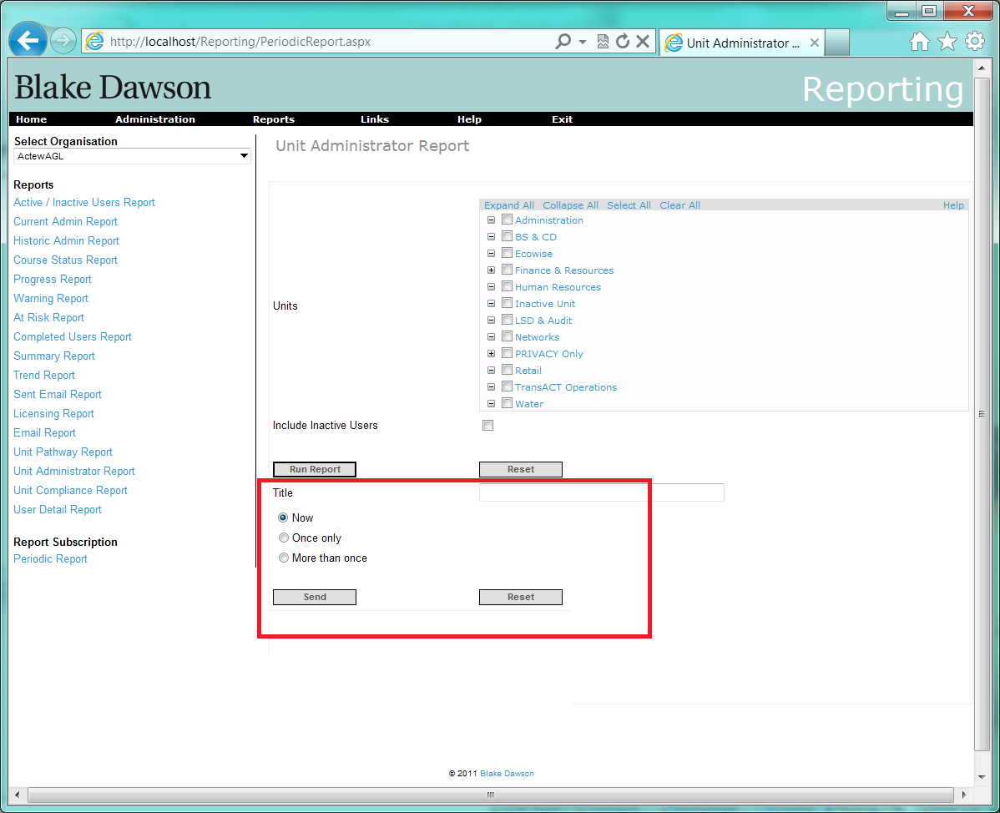 http://localhost/Reporting/PeriodicReport.aspx
Unit Administrator ...
Blake Dawson
Reporting
Home Administration Reports Links Help Exit
Select Organisation
ActewAGL
Reports
Active / Inactive Users Report
Current Admin Report
Historic Admin Report
Course Status Report
Progress Report
Warning Report
At Risk Report
Completed Users Report
Summary Report
Trend Report
Sent Email Report
Licensing Report
Email Report
Unit Pathway Report
Unit Administrator Report
Unit Compliance Report
User Detail Report
Report Subscription
Periodic Report
Unit Administrator Report
Expand All Collapse All Select All Clear All Help
Units
Administration
BS & CD
Ecowise
Finance & Resources
Human Resources
Inactive Unit
LSD & Audit
Networks
PRIVACY Only
Retail
TransACT Operations
Water
Include Inactive Users
Run Report Reset
Title
Now
Once only
More than once
Send Reset
© 2011 Blake Dawson